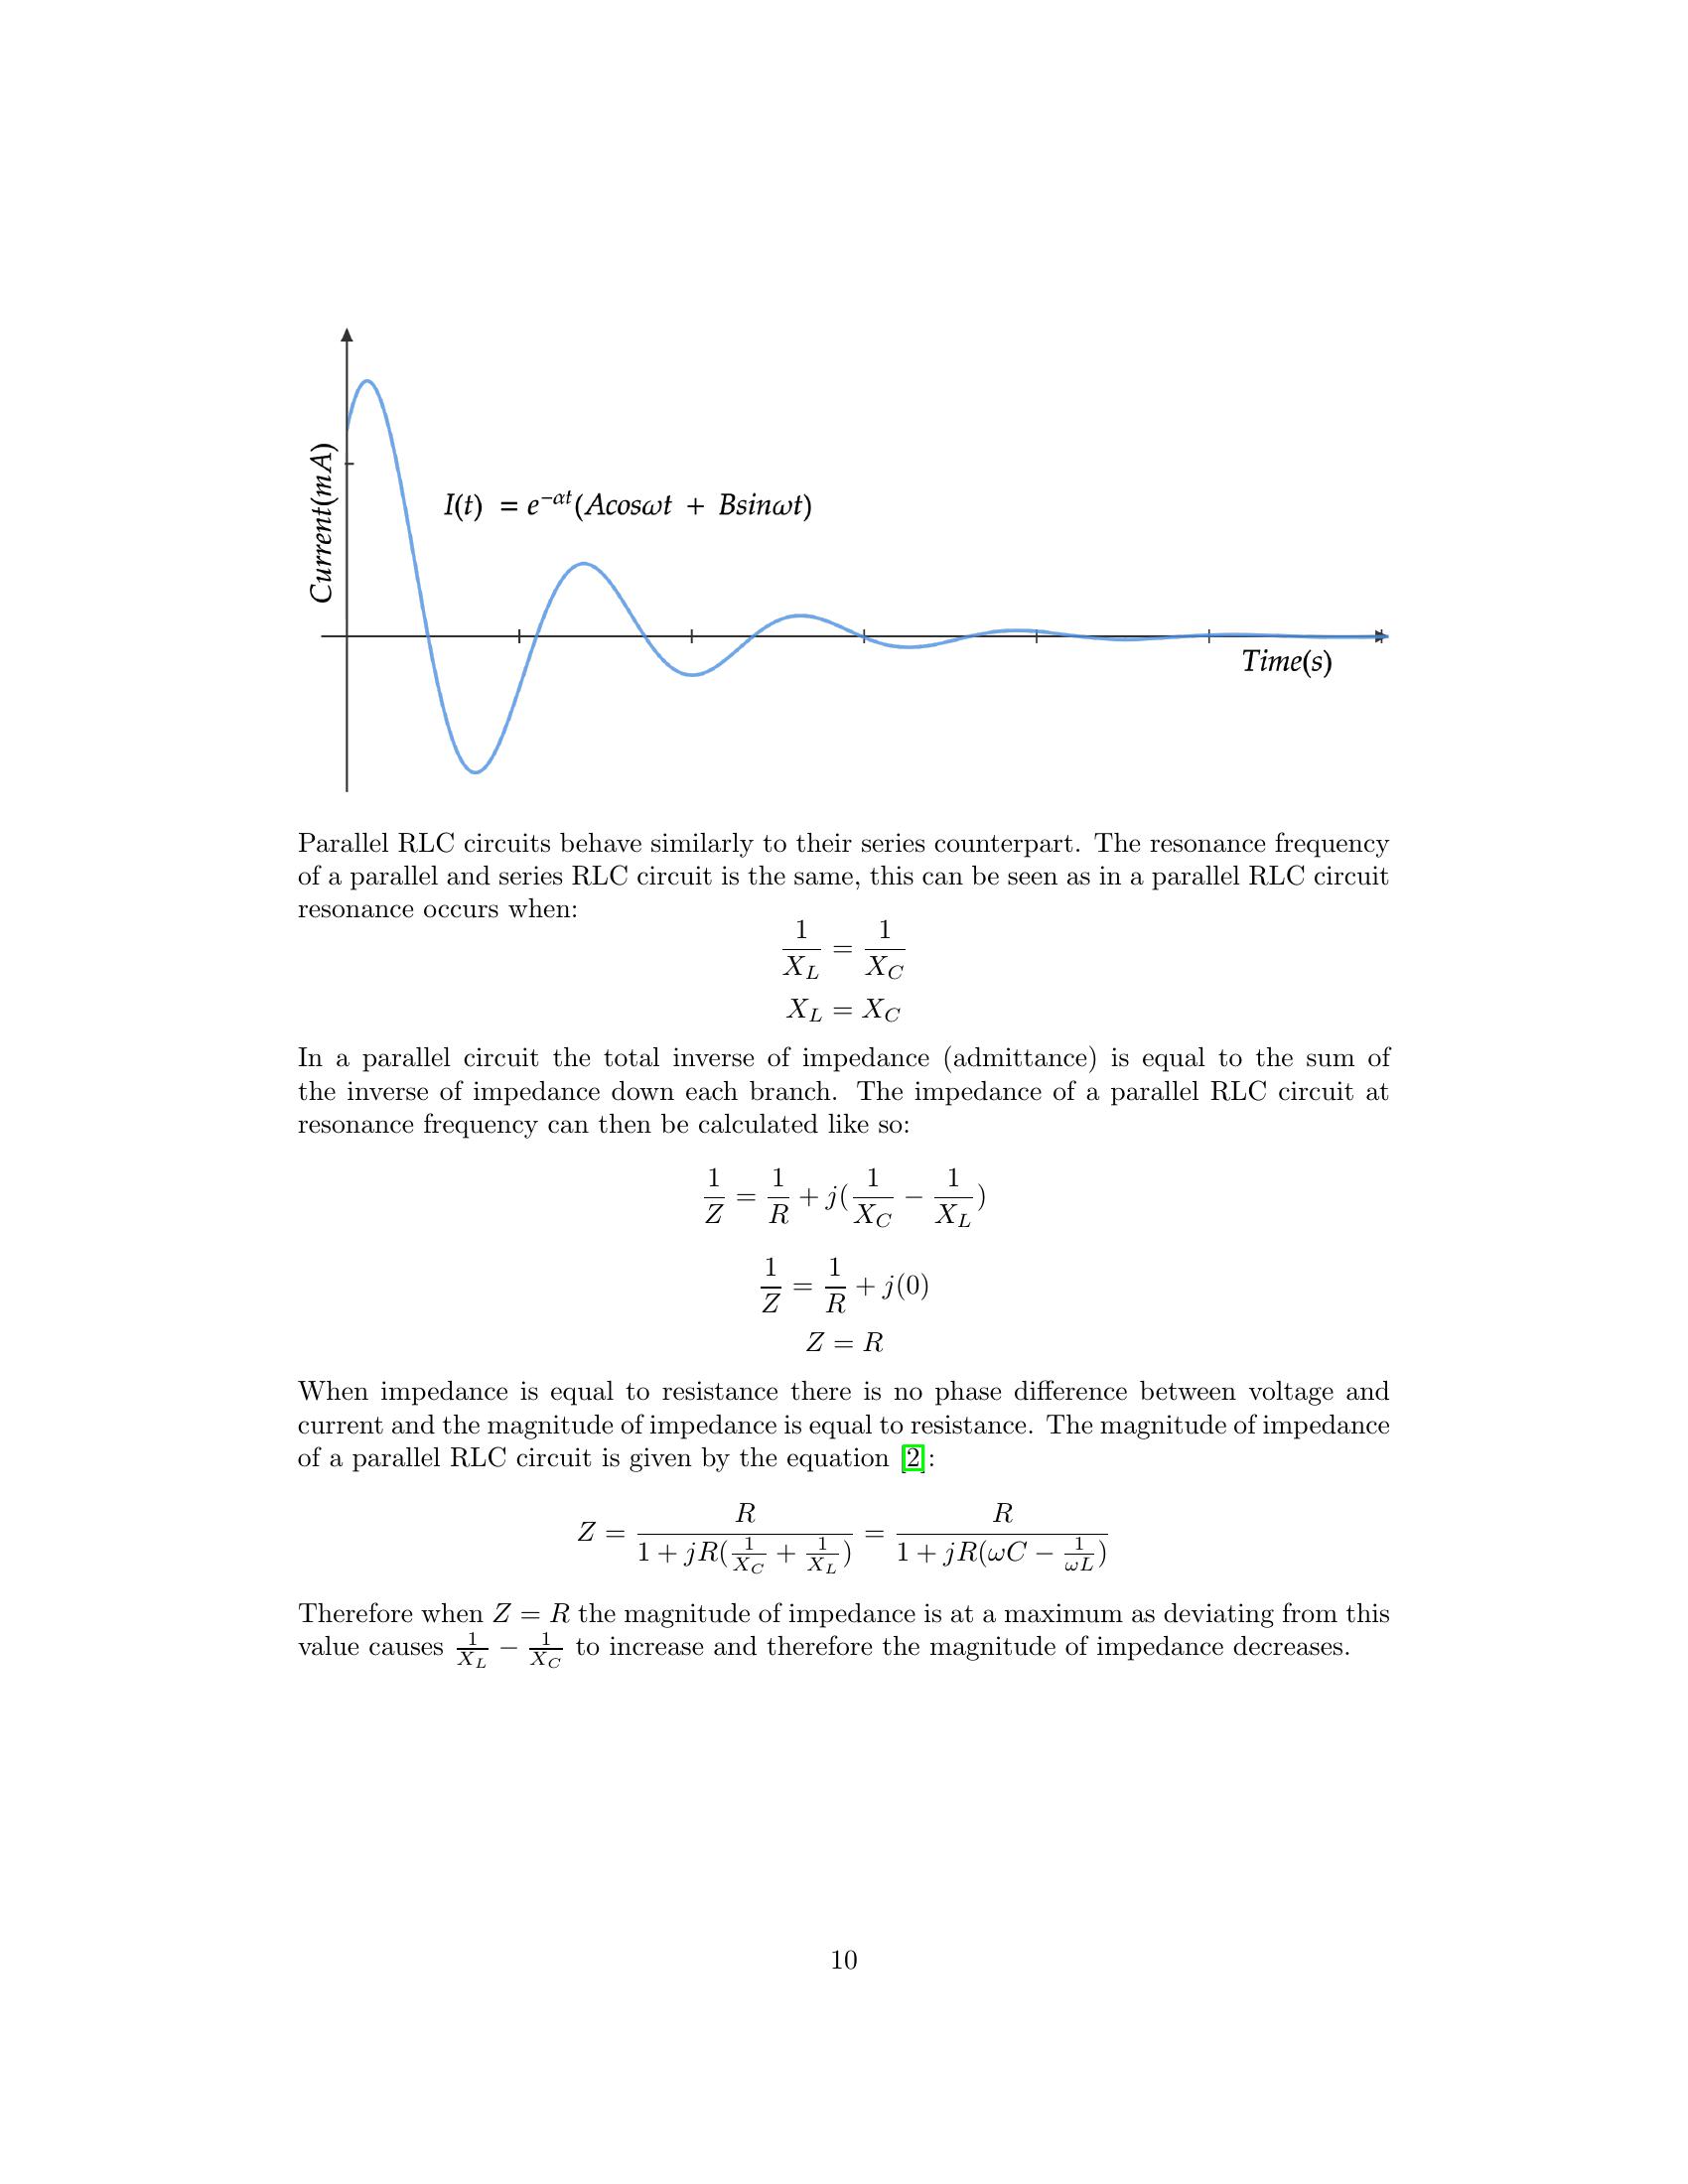 Current(mA)
I(t) = e^{−αt}(Acosωt + Bsinωt)
Time(s)
Parallel RLC circuits behave similarly to their series counterpart. The resonance frequency
of a parallel and series RLC circuit is the same, this can be seen as in a parallel RLC circuit
resonance occurs when:
\frac{1}{X_L} = \frac{1}{X_C}
X_L = X_C
In a parallel circuit the total inverse of impedance (admittance) is equal to the sum of
the inverse of impedance down each branch. The impedance of a parallel RLC circuit at
resonance frequency can then be calculated like so:
\frac{1}{Z} = \frac{1}{R} + j(\frac{1}{X_C} − \frac{1}{X_L})
\frac{1}{Z} = \frac{1}{R} + j(0)
Z = R
When impedance is equal to resistance there is no phase difference between voltage and
current and the magnitude of impedance is equal to resistance. The magnitude of impedance
of a parallel RLC circuit is given by the equation [2]:
Z = \frac{R}{1 + jR(\frac{1}{X_C} + \frac{1}{X_L})} = \frac{R}{1 + jR(ωC − \frac{1}{ωL})}
Therefore when Z = R the magnitude of impedance is at a maximum as deviating from this
value causes \frac{1}{X_L} − \frac{1}{X_C} to increase and therefore the magnitude of impedance decreases.
10